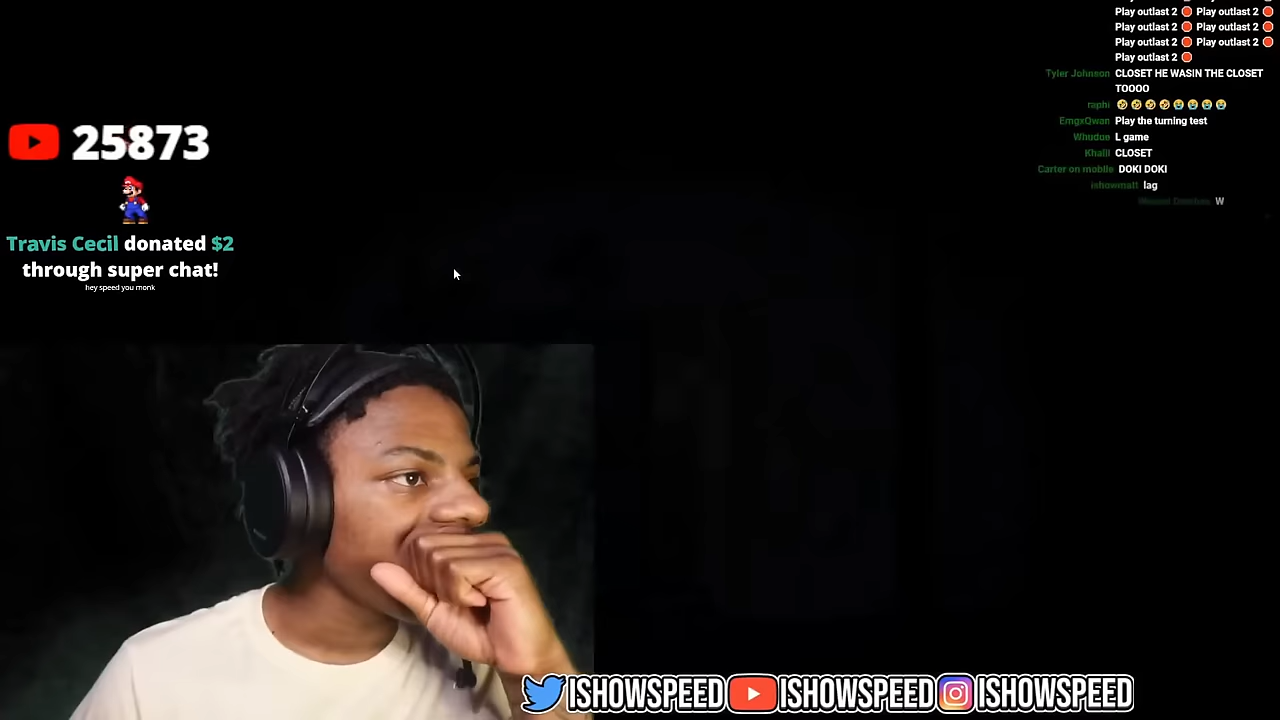 Play outlast 2 🔴 Play outlast 2 🔴
Play outlast 2 🔴 Play outlast 2 🔴
Play outlast 2 🔴 Play outlast 2 🔴
Play outlast 2 🔴
Tyler Johnson CLOSET HE WASIN THE CLOSET
TOOOO
raphi 🤣🤣🤣🤣😭😭😭😭
EmgxQwan Play the turning test
Whudue L game
Khalil CLOSET
Carter on mobile DOKI DOKI
ishowmatt lag
W
25873
Travis Cecil donated $2
through super chat!
hey speed you monk
ISHOWSPEED ISHOWSPEED ISHOWSPEED